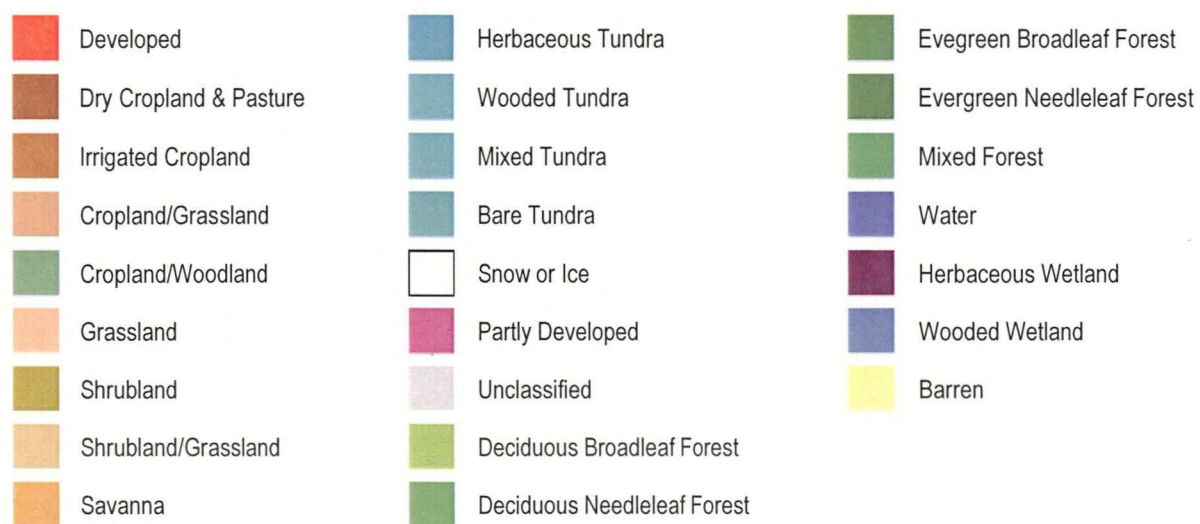 Developed
Dry Cropland & Pasture
Irrigated Cropland
Cropland/Grassland
Cropland/Woodland
Grassland
Shrubland
Shrubland/Grassland
Savanna
Herbaceous Tundra
Wooded Tundra
Mixed Tundra
Bare Tundra
Snow or Ice
Partly Developed
Unclassified
Deciduous Broadleaf Forest
Deciduous Needleleaf Forest
Evegreen Broadleaf Forest
Evergreen Needleleaf Forest
Mixed Forest
Water
Herbaceous Wetland
Wooded Wetland
Barren